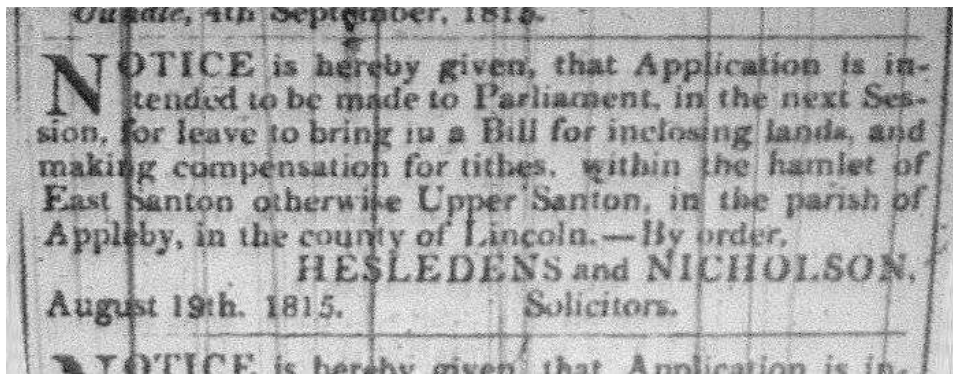 Oundle, 4th September, 1815.
NOTICE is hereby given, that Application is in-
tended to be made to Parliament, in the next Ses-
sion, for leave to bring in a Bill for inclosing lands, and
making compensation for tithes, within the hamlet of
East Santon otherwise Upper Santon, in the parish of
Appleby, in the county of Lincoln.—By order,
HESLEDENS and NICHOLSON,
August 19th. 1815. Solicitors.
NOTICE is hereby given, that Application is in-